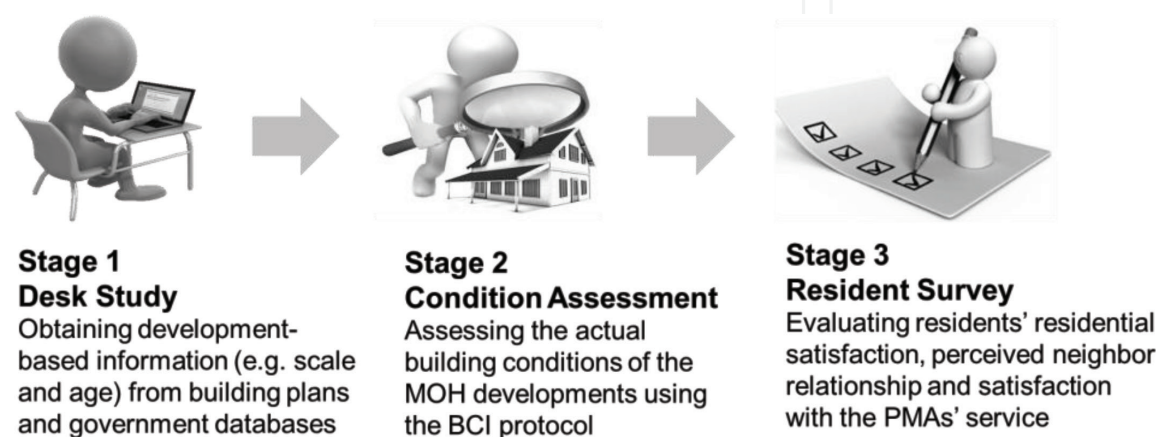 Stage 1
Desk Study
Obtaining development-
based information (e.g. scale
and age) from building plans
and government databases
Stage 2
Condition Assessment
Assessing the actual
building conditions of the
MOH developments using
the BCI protocol
Stage 3
Resident Survey
Evaluating residents’ residential
satisfaction, perceived neighbor
relationship and satisfaction
with the PMAs’ service